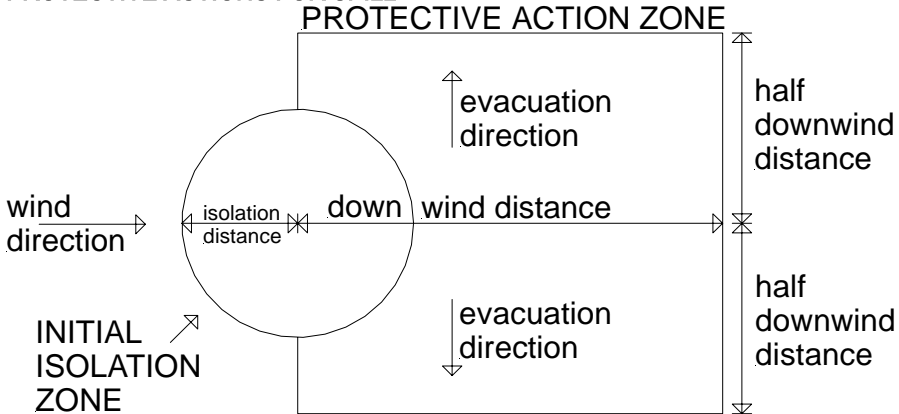 PROTECTIVE ACTION ZONE
evacuation
direction
half
downwind
distance
wind
direction
isolation
distance
down wind distance
INITIAL
ISOLATION
ZONE
evacuation
direction
half
downwind
distance